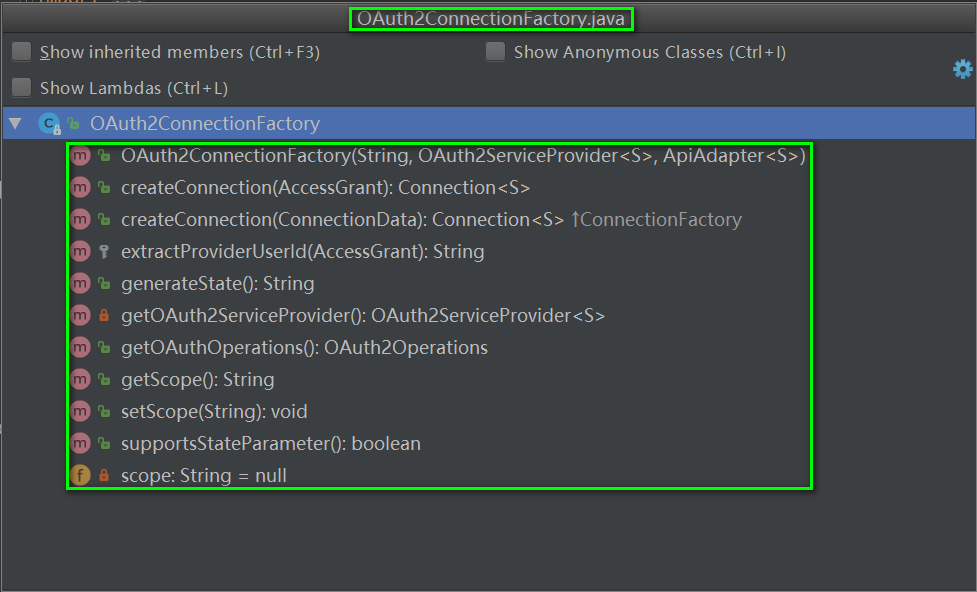 OAuth2ConnectionFactory.java
Show inherited members (Ctrl+F3)
Show Anonymous Classes (Ctrl+I)
Show Lambdas (Ctrl+L)
C OAuth2ConnectionFactory
m OAuth2ConnectionFactory(String, OAuth2ServiceProvider<S>, ApiAdapter<S>)
m createConnection(AccessGrant): Connection<S>
m createConnection(ConnectionData): Connection<S> ↑ConnectionFactory
m extractProviderUserId(AccessGrant): String
m generateState(): String
m getOAuth2ServiceProvider(): OAuth2ServiceProvider<S>
m getOAuthOperations(): OAuth2Operations
m getScope(): String
m setScope(String): void
m supportsStateParameter(): boolean
f scope: String = null